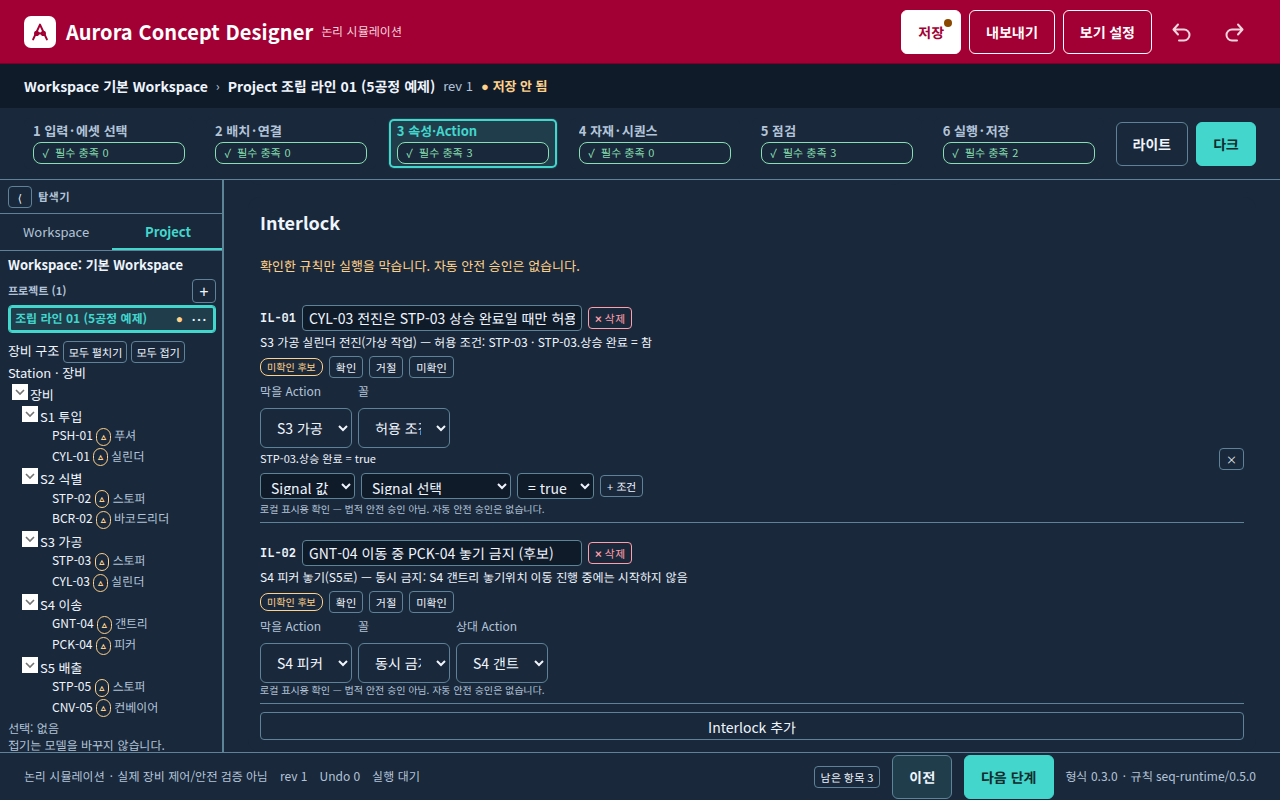 Aurora Concept Designer 논리 시뮬레이션 저장 내보내기 보기 설정
Workspace 기본 Workspace › Project 조립 라인 01 (5공정 예제) rev 1 ● 저장 안 됨
1 입력·에셋 선택 2 배치·연결 3 속성·Action 4 자재·시퀀스 5 점검 6 실행·저장
✓ 필수 충족 0 ✓ 필수 충족 0 ✓ 필수 충족 3 ✓ 필수 충족 0 ✓ 필수 충족 3 ✓ 필수 충족 2
라이트 다크
⟨ 탐색기
Workspace Project
Workspace: 기본 Workspace
프로젝트 (1) +
조립 라인 01 (5공정 예제) ● ···
장비 구조 모두 펼치기 모두 접기
Station · 장비
장비
S1 투입
PSH-01 푸셔
CYL-01 실린더
S2 식별
STP-02 스토퍼
BCR-02 바코드리더
S3 가공
STP-03 스토퍼
CYL-03 실린더
S4 이송
GNT-04 갠트리
PCK-04 피커
S5 배출
STP-05 스토퍼
CNV-05 컨베이어
선택: 없음
접기는 모델을 바꾸지 않습니다.
Interlock
확인한 규칙만 실행을 막습니다. 자동 안전 승인은 없습니다.
IL-01 CYL-03 전진은 STP-03 상승 완료일 때만 허용 × 삭제
S3 가공 실린더 전진(가상 작업) — 허용 조건: STP-03 · STP-03.상승 완료 = 참
미확인 후보 확인 거절 미확인
막을 Action 꼴
S3 가공 허용 조건
STP-03.상승 완료 = true ×
Signal 값 Signal 선택 = true + 조건
로컬 표시용 확인 — 법적 안전 승인 아님. 자동 안전 승인은 없습니다.
IL-02 GNT-04 이동 중 PCK-04 놓기 금지 (후보) × 삭제
S4 피커 놓기(S5로) — 동시 금지: S4 갠트리 놓기위치 이동 진행 중에는 시작하지 않음
미확인 후보 확인 거절 미확인
막을 Action 꼴 상대 Action
S4 피커 동시 금지 S4 갠트
로컬 표시용 확인 — 법적 안전 승인 아님. 자동 안전 승인은 없습니다.
Interlock 추가
논리 시뮬레이션 · 실제 장비 제어/안전 검증 아님 rev 1 Undo 0 실행 대기 남은 항목 3 이전 다음 단계 형식 0.3.0 · 규칙 seq-runtime/0.5.0